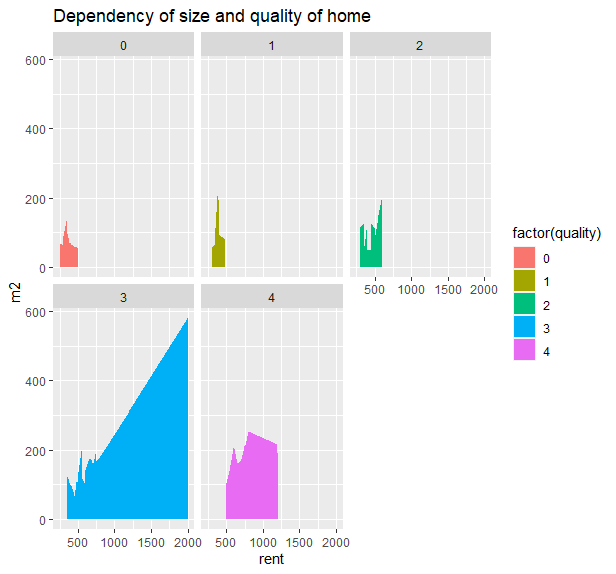 Dependency of size and quality of home
0 1 2
600
400
200
0
500 1000 1500 2000
3 4
600
400
200
0
500 1000 1500 2000 500 1000 1500 2000
m2
rent
factor(quality)
0
1
2
3
4